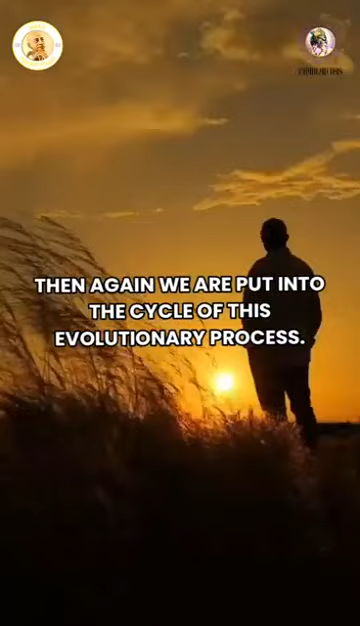 THEN AGAIN WE ARE PUT INTO
THE CYCLE OF THIS
EVOLUTIONARY PROCESS.